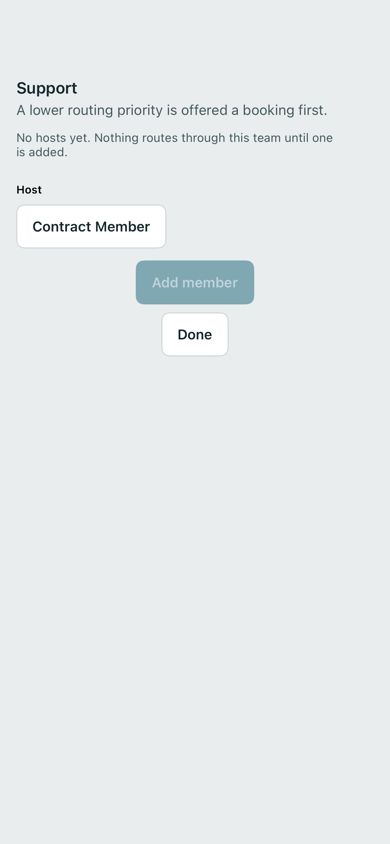 Support
A lower routing priority is offered a booking first.
No hosts yet. Nothing routes through this team until one
is added.
Host
Contract Member
Add member
Done